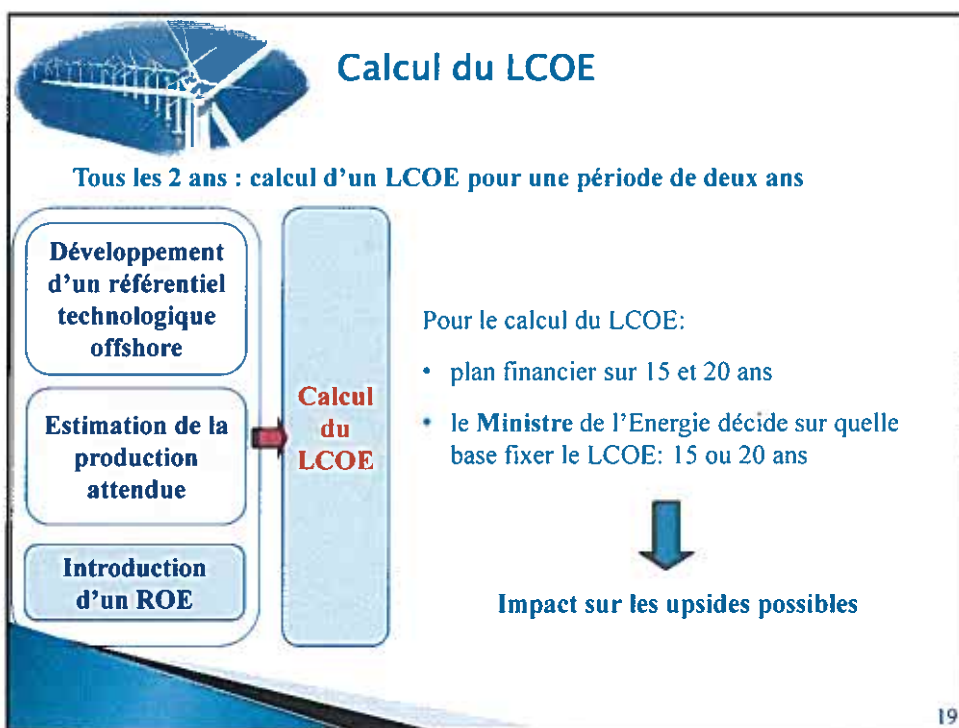 Calcul du LCOE
Tous les 2 ans : calcul d'un LCOE pour une période de deux ans
Développement
d'un référentiel
technologique
offshore
Estimation de la
production
attendue
Introduction
d'un ROE
Calcul
du
LCOE
Pour le calcul du LCOE:
• plan financier sur 15 et 20 ans
• le Ministre de l'Energie décide sur quelle
base fixer le LCOE: 15 ou 20 ans
Impact sur les upsides possibles
19